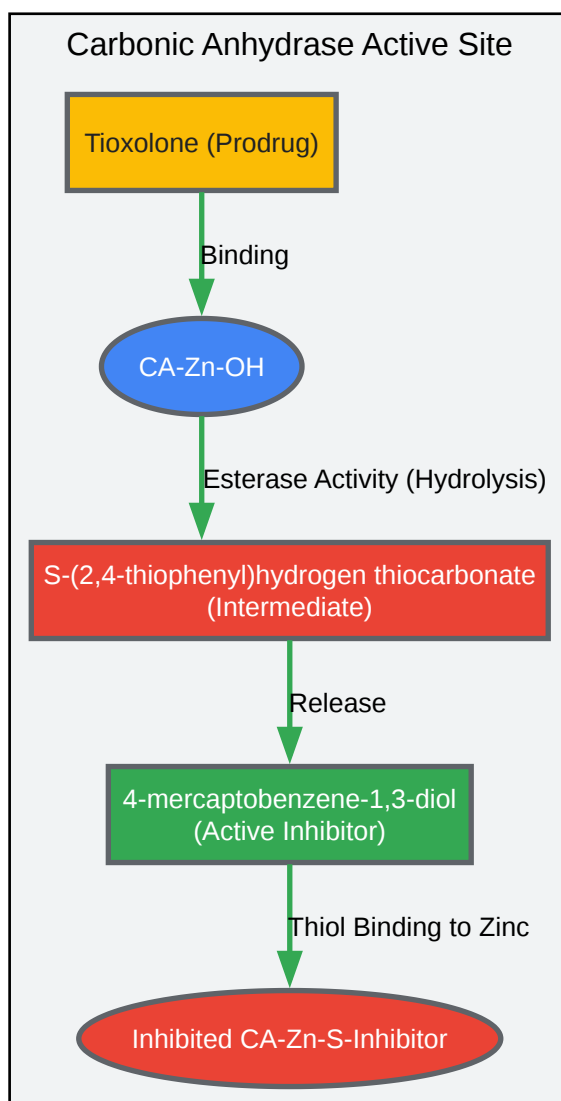 Carbonic Anhydrase Active Site
Tioxolone (Prodrug)
Binding
CA-Zn-OH
Esterase Activity (Hydrolysis)
S-(2,4-thiophenyl)hydrogen thiocarbonate
(Intermediate)
Release
4-mercaptobenzene-1,3-diol
(Active Inhibitor)
Thiol Binding to Zinc
Inhibited CA-Zn-S-Inhibitor